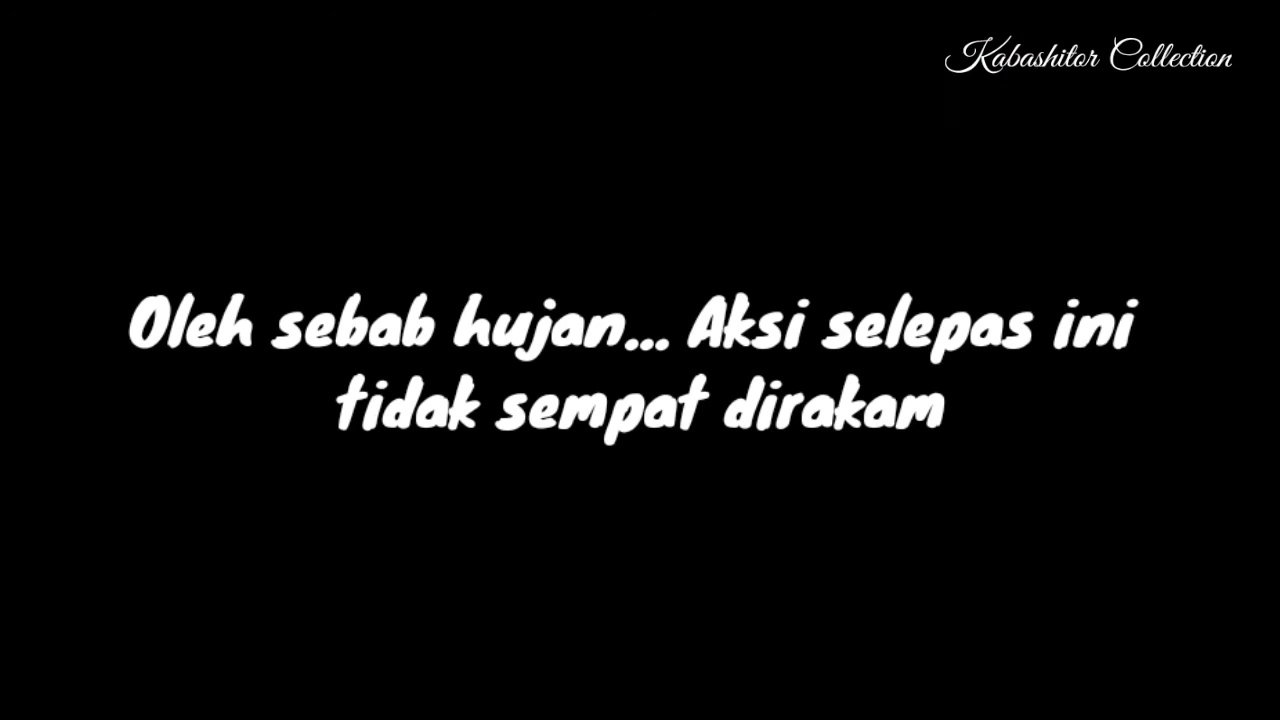 Kabashitor Collection
Oleh sebab hujan... Aksi selepas ini
tidak sempat dirakam